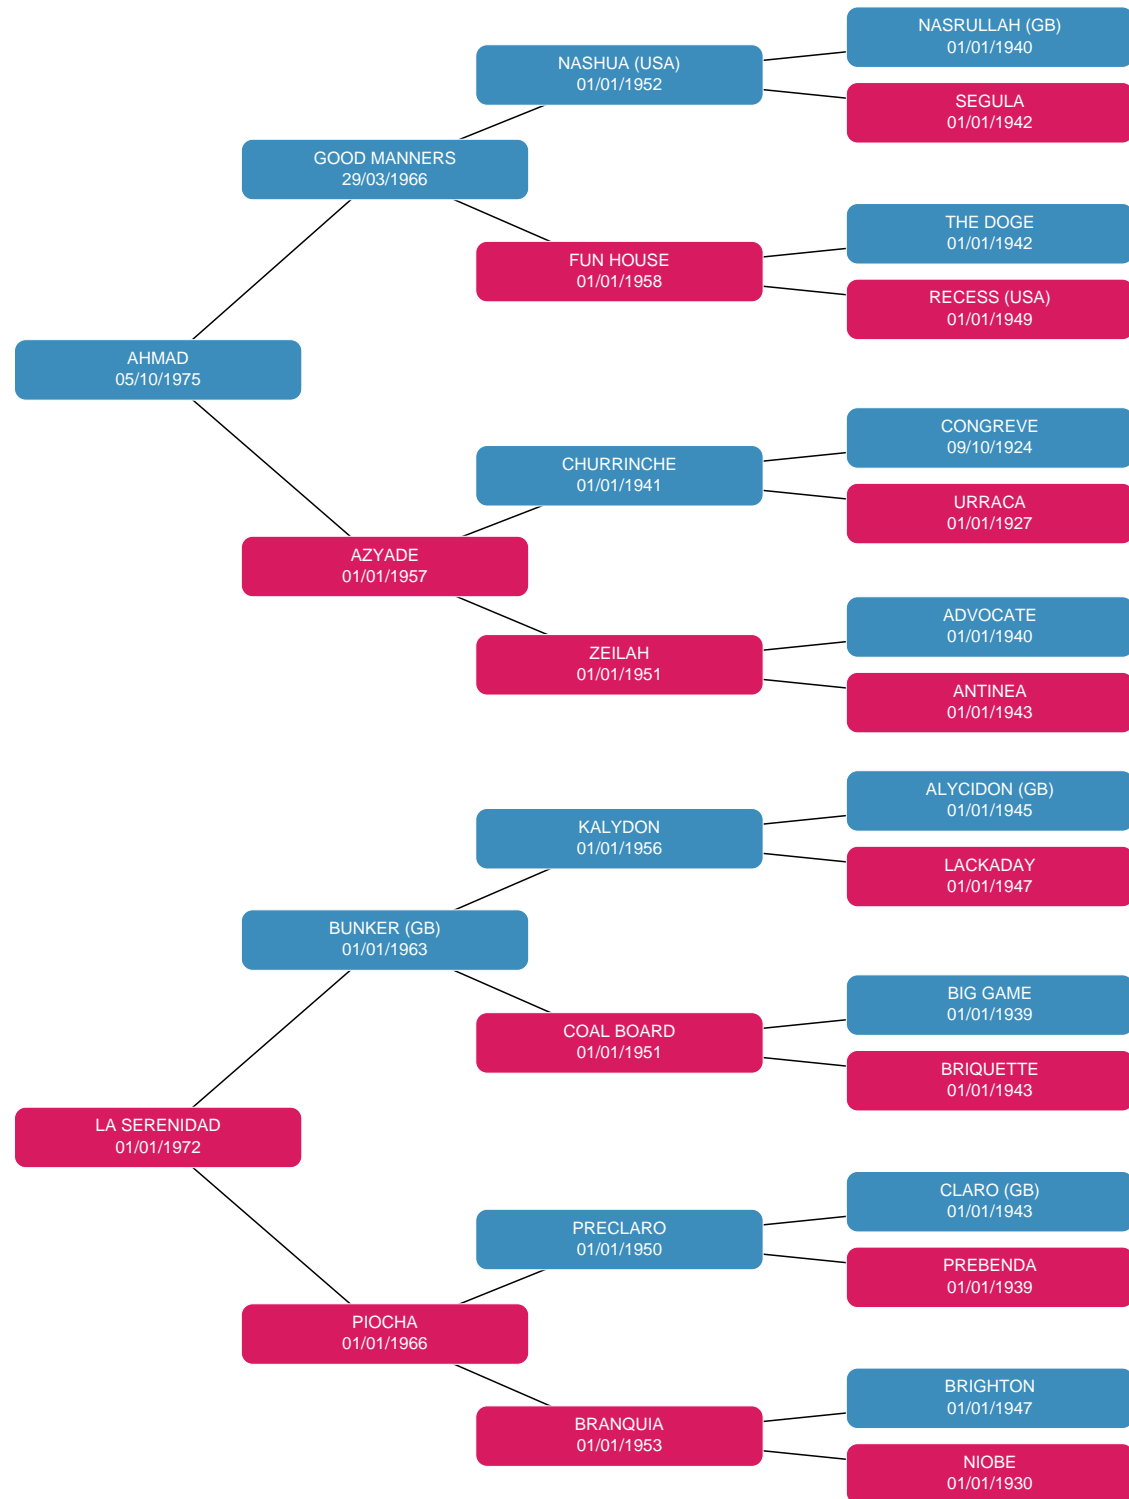 NASRULLAH (GB)
01/01/1940
NASHUA (USA)
01/01/1952
SEGULA
01/01/1942
GOOD MANNERS
29/03/1966
THE DOGE
01/01/1942
FUN HOUSE
01/01/1958
RECESS (USA)
01/01/1949
AHMAD
05/10/1975
CONGREVE
09/10/1924
CHURRINCHE
01/01/1941
URRACA
01/01/1927
AZYADE
01/01/1957
ADVOCATE
01/01/1940
ZEILAH
01/01/1951
ANTINEA
01/01/1943
ALYCIDON (GB)
01/01/1945
KALYDON
01/01/1956
LACKADAY
01/01/1947
BUNKER (GB)
01/01/1963
BIG GAME
01/01/1939
COAL BOARD
01/01/1951
BRIQUETTE
01/01/1943
LA SERENIDAD
01/01/1972
CLARO (GB)
01/01/1943
PRECLARO
01/01/1950
PREBENDA
01/01/1939
PIOCHA
01/01/1966
BRIGHTON
01/01/1947
BRANQUIA
01/01/1953
NIOBE
01/01/1930